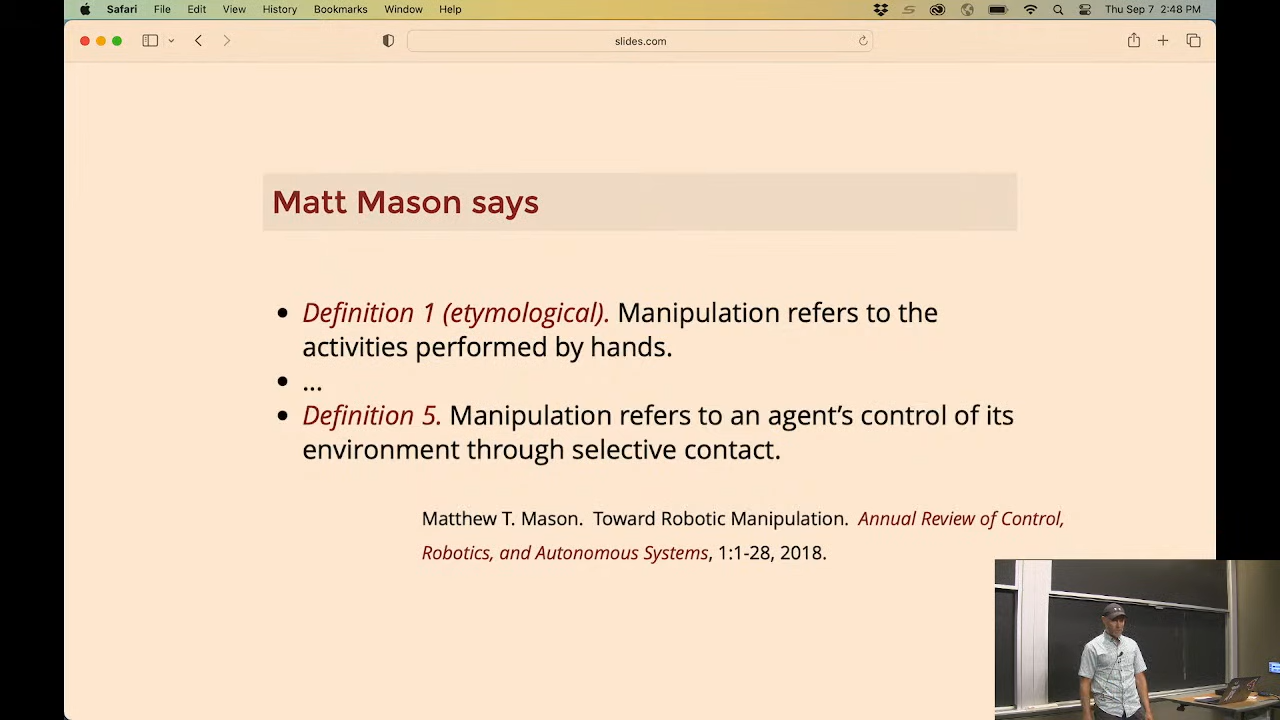 Safari File Edit View History Bookmarks Window Help Thu Sep 7 2:48 PM
slides.com
Matt Mason says
Definition 1 (etymological). Manipulation refers to the
activities performed by hands.
...
Definition 5. Manipulation refers to an agent’s control of its
environment through selective contact.
Matthew T. Mason. Toward Robotic Manipulation. Annual Review of Control,
Robotics, and Autonomous Systems, 1:1-28, 2018.